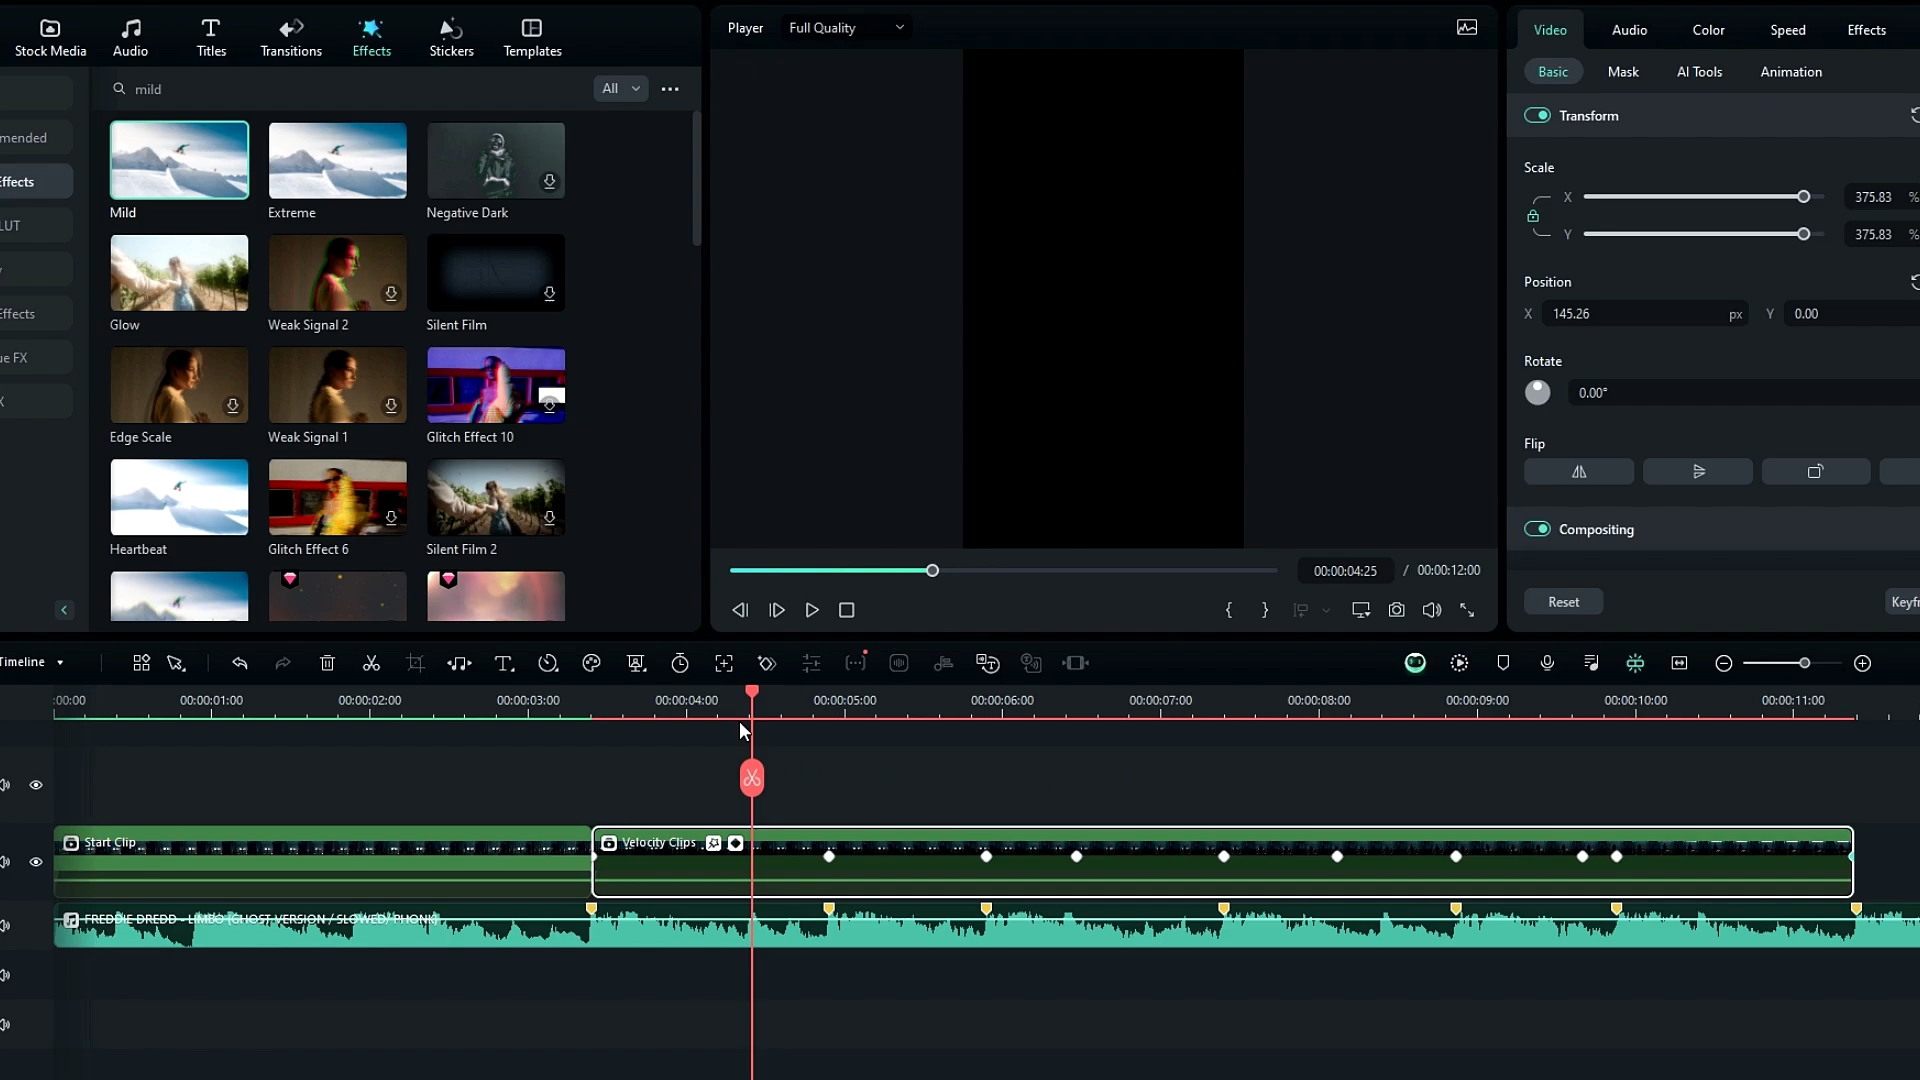 Stock Media
Audio
Titles
Transitions
Effects
Stickers
Templates
mild
All
mended
Effects
LUT
Effects
ue FX
X
Mild
Extreme
Negative Dark
Glow
Weak Signal 2
Silent Film
Edge Scale
Weak Signal 1
Glitch Effect 10
Heartbeat
Glitch Effect 6
Silent Film 2
Player
Full Quality
00:00:04:25 / 00:00:12:00
Video
Audio
Color
Speed
Effects
Basic
Mask
AI Tools
Animation
Transform
Scale
X 375.83 %
Y 375.83 %
Position
X 145.26 px Y 0.00
Rotate
0.00°
Flip
Compositing
Reset
Keyfr
Timeline
:00:00
00:00:01:00
00:00:02:00
00:00:03:00
00:00:04:00
00:00:05:00
00:00:06:00
00:00:07:00
00:00:08:00
00:00:09:00
00:00:10:00
00:00:11:00
Start Clip
Velocity Clips
FREDDIE DREDD - LIMBO (GHOST VERSION / SLOWED/ PHONK)